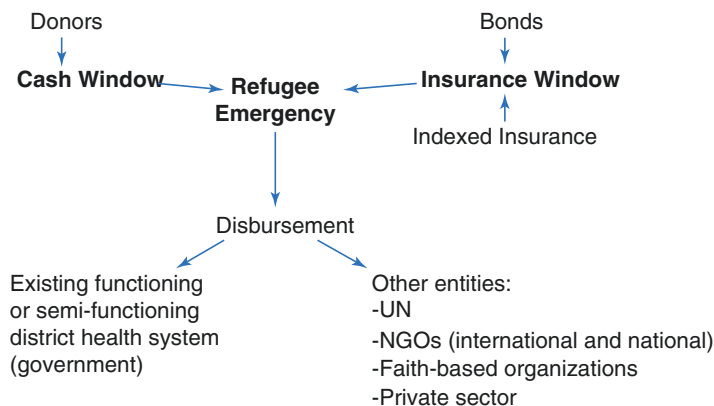 Donors
Bonds
Cash Window
Refugee
Emergency
Insurance Window
Indexed Insurance
Disbursement
Existing functioning
or semi-functioning
district health system
(government)
Other entities:
-UN
-NGOs (international and national)
-Faith-based organizations
-Private sector